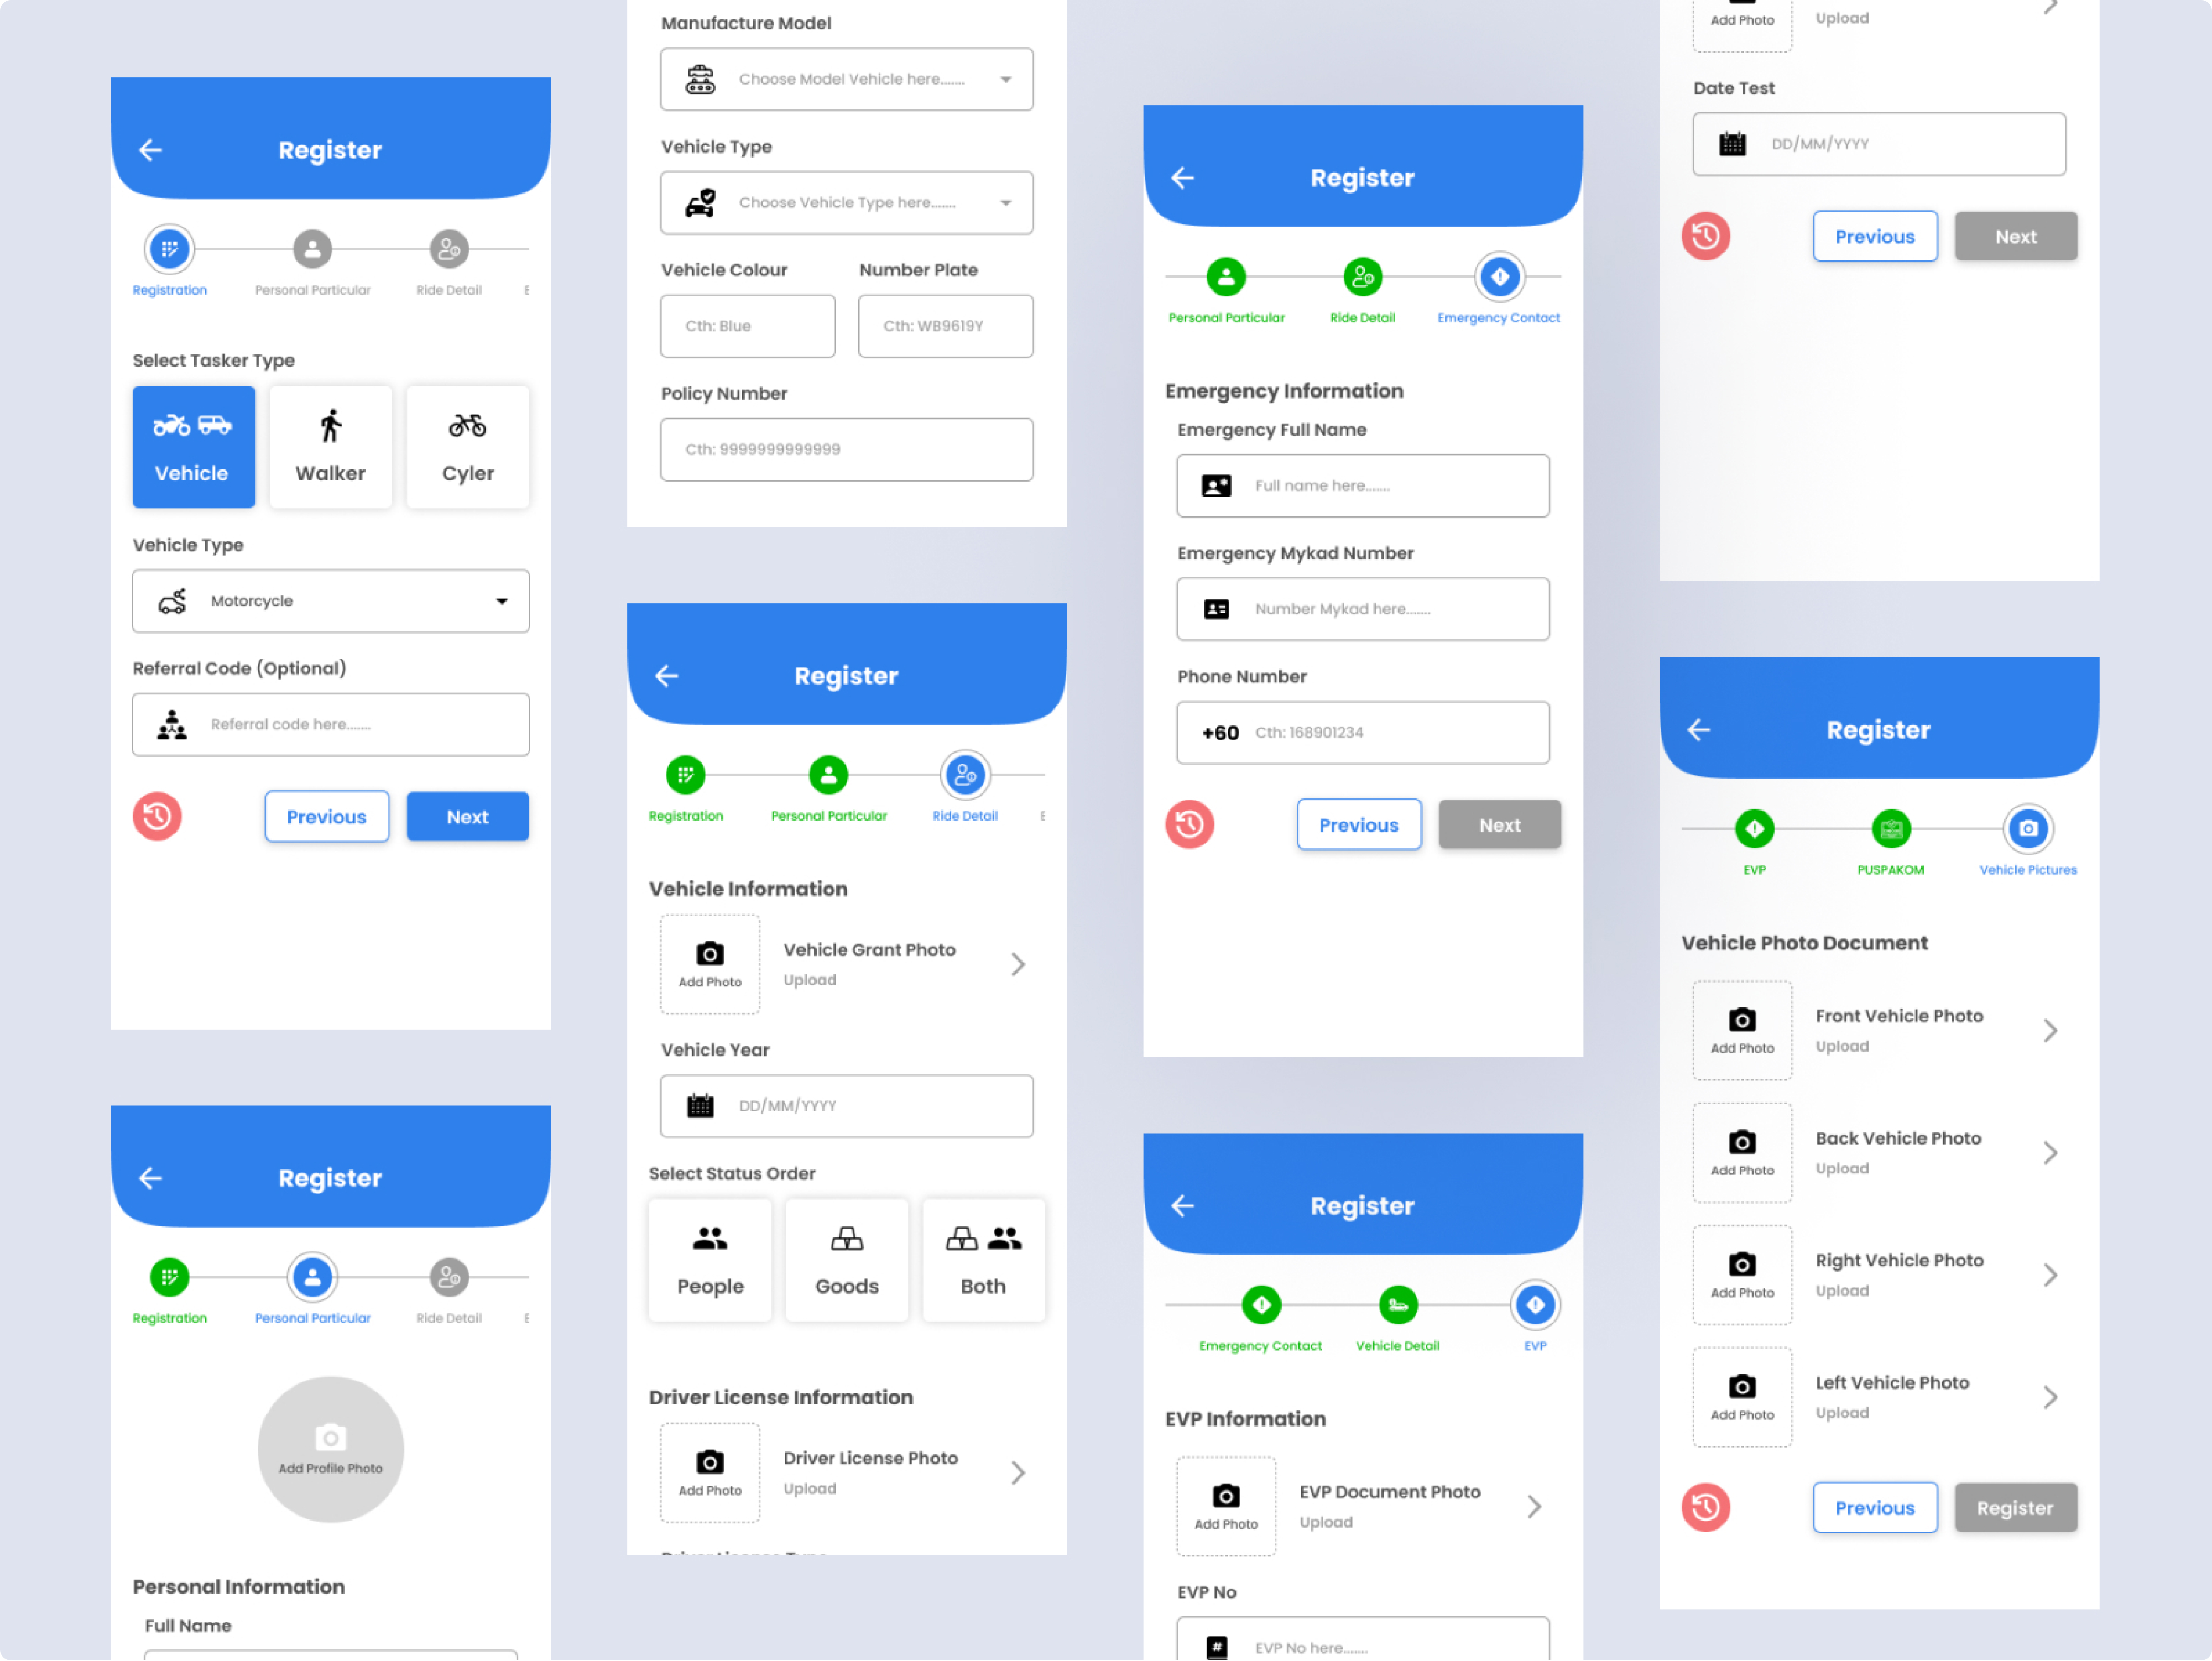 Register
Registration
Personal Particular
Ride Detail
E
Select Tasker Type
Vehicle
Walker
Cyler
Vehicle Type
Motorcycle
Referral Code (Optional)
Referral code here.......
Previous
Next
Register
Registration
Personal Particular
Ride Detail
E
Add Profile Photo
Personal Information
Full Name
Manufacture Model
Choose Model Vehicle here.......
Vehicle Type
Choose Vehicle Type here.......
Vehicle Colour
Number Plate
Cth: Blue
Cth: WB9619Y
Policy Number
Cth: 9999999999999
Register
Registration
Personal Particular
Ride Detail
E
Vehicle Information
Add Photo
Vehicle Grant Photo
Upload
Vehicle Year
DD/MM/YYYY
Select Status Order
People
Goods
Both
Driver License Information
Add Photo
Driver License Photo
Upload
Register
Personal Particular
Ride Detail
Emergency Contact
Emergency Information
Emergency Full Name
Full name here.......
Emergency Mykad Number
Number Mykad here.......
Phone Number
+60
Cth: 168901234
Previous
Next
Register
Emergency Contact
Vehicle Detail
EVP
EVP Information
Add Photo
EVP Document Photo
Upload
EVP No
EVP No here.......
Add Photo
Upload
Date Test
DD/MM/YYYY
Previous
Next
Register
EVP
PUSPAKOM
Vehicle Pictures
Vehicle Photo Document
Add Photo
Front Vehicle Photo
Upload
Add Photo
Back Vehicle Photo
Upload
Add Photo
Right Vehicle Photo
Upload
Add Photo
Left Vehicle Photo
Upload
Previous
Register